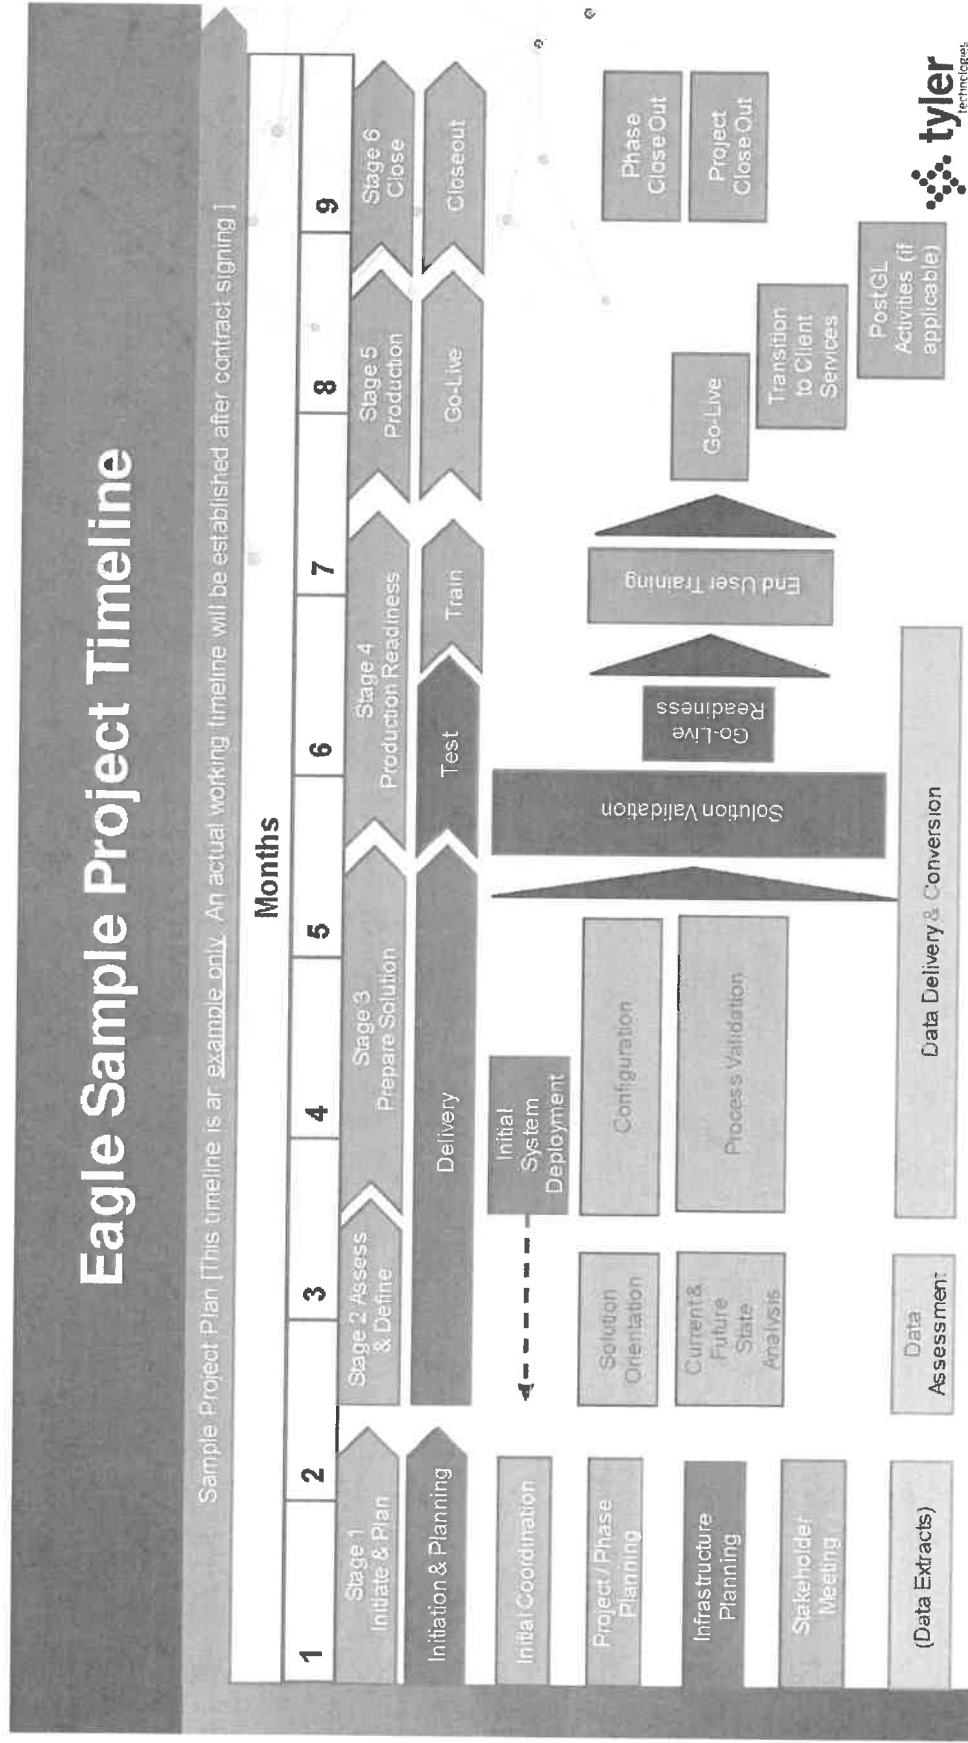 Eagle Sample Project Timeline
Sample Project Plan [This timeline is ar example only. An actual working timeline will be established after contract signing ]
Months
1 2 3 4 5 6 7 8 9
Stage 1
Initiate & Plan
Stage 2 Assess
& Define
Stage 3
Prepare Solution
Stage 4
Production Readiness
Stage 5
Production
Stage 6
Close
Initiation & Planning
Delivery
Test
Train
Go-Live
Closeout
Initial Coordination
Project / Phase
Planning
Infrastructure
Planning
Stakeholder
Meeting
(Data Extracts)
Solution
Orientation
Current &
Future
State
Analysis
Data
Assessment
Initial
System
Deployment
Configuration
Process Validation
Data Delivery & Conversion
Solution Validation
Go-Live
Readiness
End User Training
Go-Live
Transition
to Client
Services
Post GL
Activities (if
applicable)
Phase
Close Out
Project
Close Out
tyler
technologies